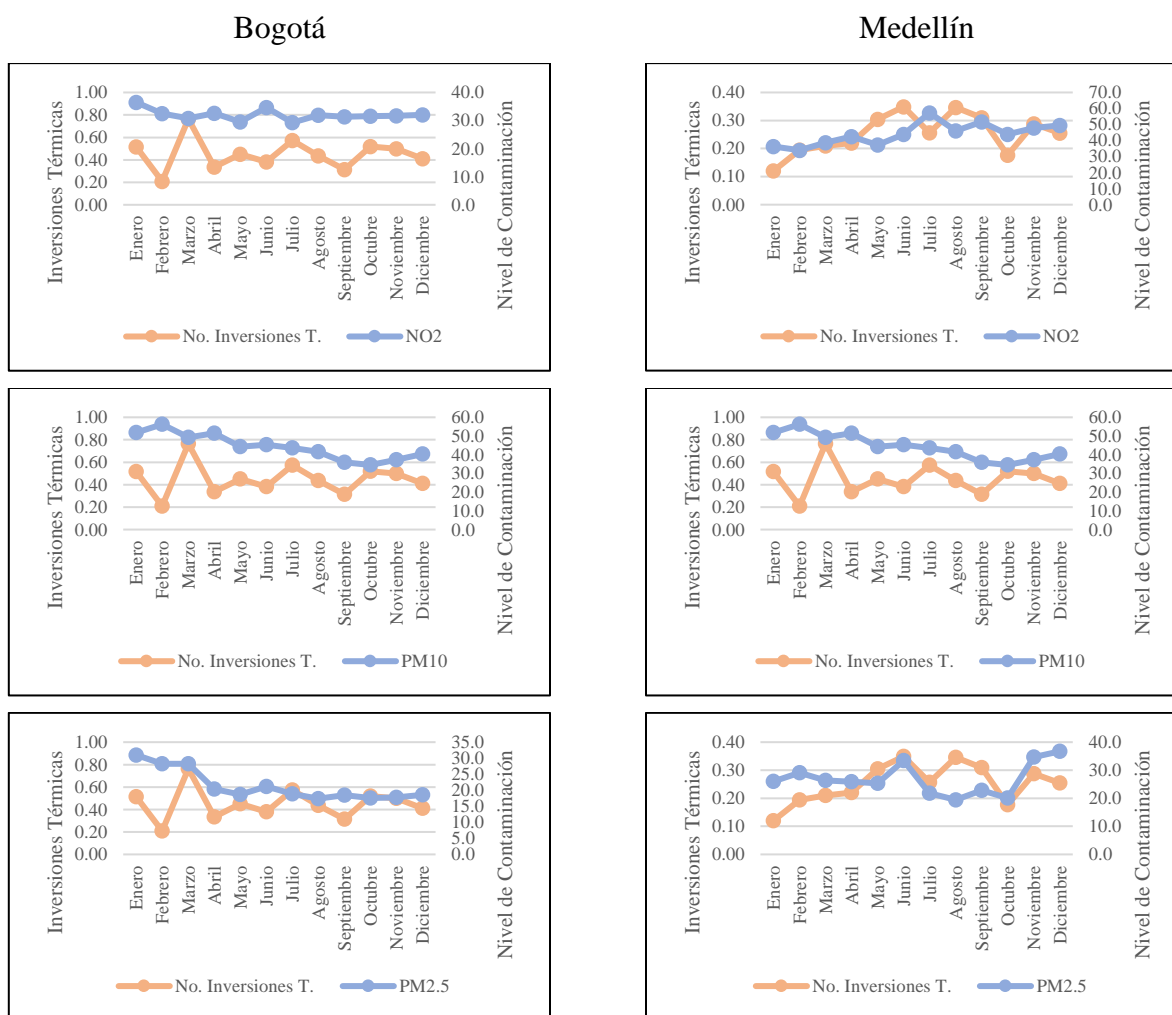 Bogotá
Medellín
Inversiones Térmicas
1.00
0.80
0.60
0.40
0.20
0.00
40.0
30.0
20.0
10.0
0.0
Nivel de Contaminación
Enero
Febrero
Marzo
Abril
Mayo
Junio
Julio
Agosto
Septiembre
Octubre
Noviembre
Diciembre
No. Inversiones T. NO2
Inversiones Térmicas
0.40
0.30
0.20
0.10
0.00
70.0
60.0
50.0
40.0
30.0
20.0
10.0
0.0
Nivel de Contaminación
Enero
Febrero
Marzo
Abril
Mayo
Junio
Julio
Agosto
Septiembre
Octubre
Noviembre
Diciembre
No. Inversiones T. NO2
Inversiones Térmicas
1.00
0.80
0.60
0.40
0.20
0.00
60.0
50.0
40.0
30.0
20.0
10.0
0.0
Nivel de Contaminación
Enero
Febrero
Marzo
Abril
Mayo
Junio
Julio
Agosto
Septiembre
Octubre
Noviembre
Diciembre
No. Inversiones T. PM10
Inversiones Térmicas
1.00
0.80
0.60
0.40
0.20
0.00
60.0
50.0
40.0
30.0
20.0
10.0
0.0
Nivel de Contaminación
Enero
Febrero
Marzo
Abril
Mayo
Junio
Julio
Agosto
Septiembre
Octubre
Noviembre
Diciembre
No. Inversiones T. PM10
Inversiones Térmicas
1.00
0.80
0.60
0.40
0.20
0.00
35.0
30.0
25.0
20.0
15.0
10.0
5.0
0.0
Nivel de Contaminación
Enero
Febrero
Marzo
Abril
Mayo
Junio
Julio
Agosto
Septiembre
Octubre
Noviembre
Diciembre
No. Inversiones T. PM2.5
Inversiones Térmicas
0.40
0.30
0.20
0.10
0.00
40.0
30.0
20.0
10.0
0.0
Nivel de Contaminación
Enero
Febrero
Marzo
Abril
Mayo
Junio
Julio
Agosto
Septiembre
Octubre
Noviembre
Diciembre
No. Inversiones T. PM2.5